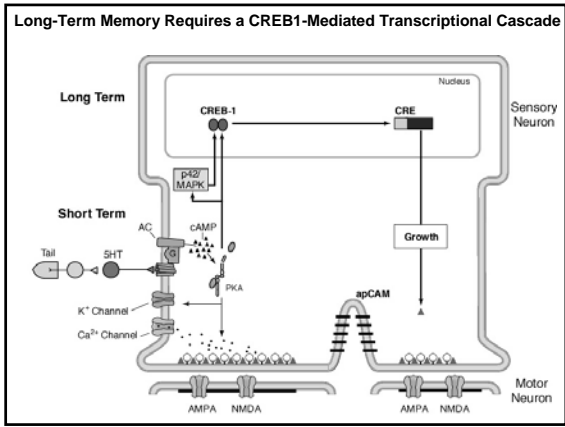 Long-Term Memory Requires a CREB1-Mediated Transcriptional Cascade
Nucleus
Long Term
CREB-1
CRE
Sensory
Neuron
p42/
MAPK
Short Term
AC
cAMP
Tail
5HT
G
Growth
PKA
apCAM
K+ Channel
Ca2+ Channel
Motor
Neuron
AMPA
NMDA
AMPA
NMDA